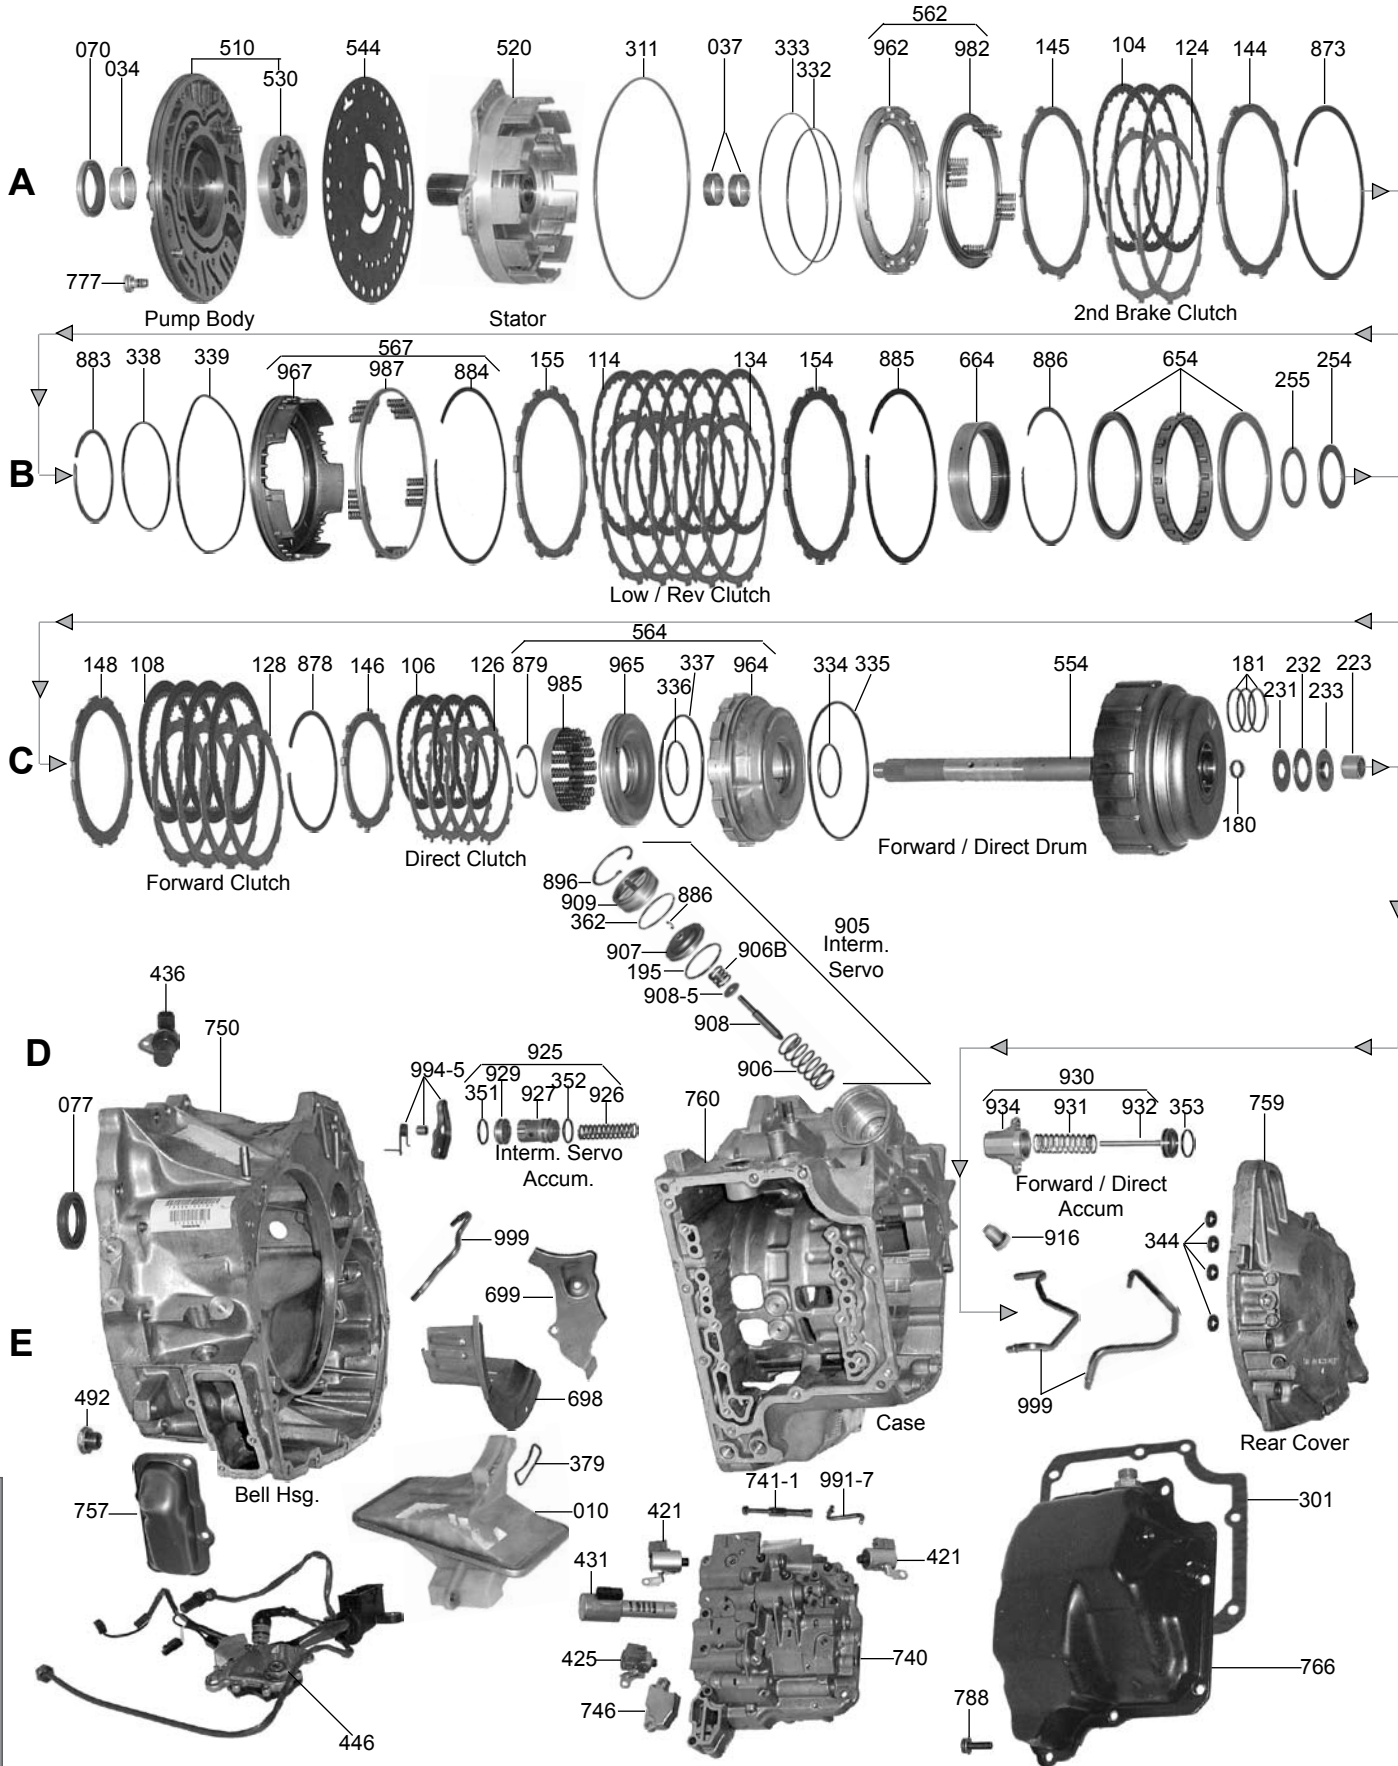 562
070 510 544 520 311 037 333 962 982 145 104 124 144 873
034 530 332
A
777
Pump Body Stator 2nd Brake Clutch
567
883 338 339 967 987 884 155 114 134 154 885 664 886 654 254
255
B
Low / Rev Clutch
564
148 108 128 878 146 106 126 879 965 337 964 334 335 554 181 232 223
985 336 231 233
C
180
Forward Clutch Direct Clutch Forward / Direct Drum
896
909 886
362
905
Interm.
Servo
907 906B
195
908-5
908
906
436
750
D
077
925
994-5 929 352
351 927 926
Interm. Servo
Accum.
760
930
934 931 932 353 759
Forward / Direct
Accum
916
344
999
699
E
698
999
Case
Rear Cover
492
757
Bell Hsg.
379
010
741-1 991-7
301
421 421
431
425 740
746
766
788
446